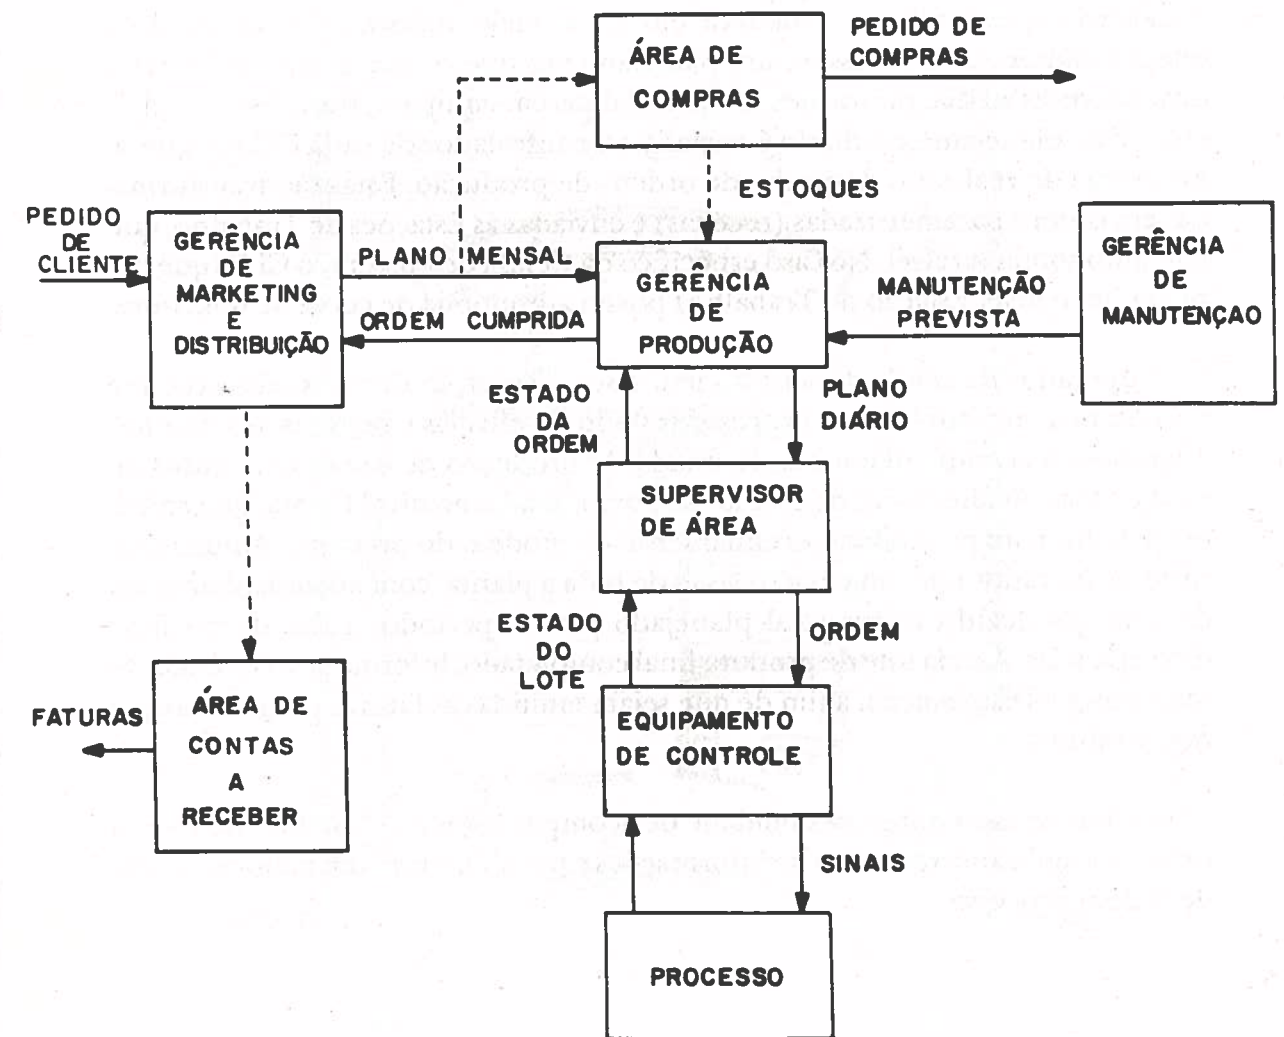 ÁREA DE
COMPRAS
PEDIDO DE
COMPRAS
ESTOQUES
PEDIDO
DE
CLIENTE
GERÊNCIA
DE
MARKETING
E
DISTRIBUIÇÃO
PLANO MENSAL
ORDEM CUMPRIDA
GERÊNCIA
DE
PRODUÇÃO
MANUTENÇÃO
PREVISTA
GERÊNCIA
DE
MANUTENÇAO
ESTADO
DA
ORDEM
PLANO
DIÁRIO
SUPERVISOR
DE ÁREA
ESTADO
DO
LOTE
ORDEM
FATURAS
ÁREA DE
CONTAS
A
RECEBER
EQUIPAMENTO
DE CONTROLE
SINAIS
PROCESSO